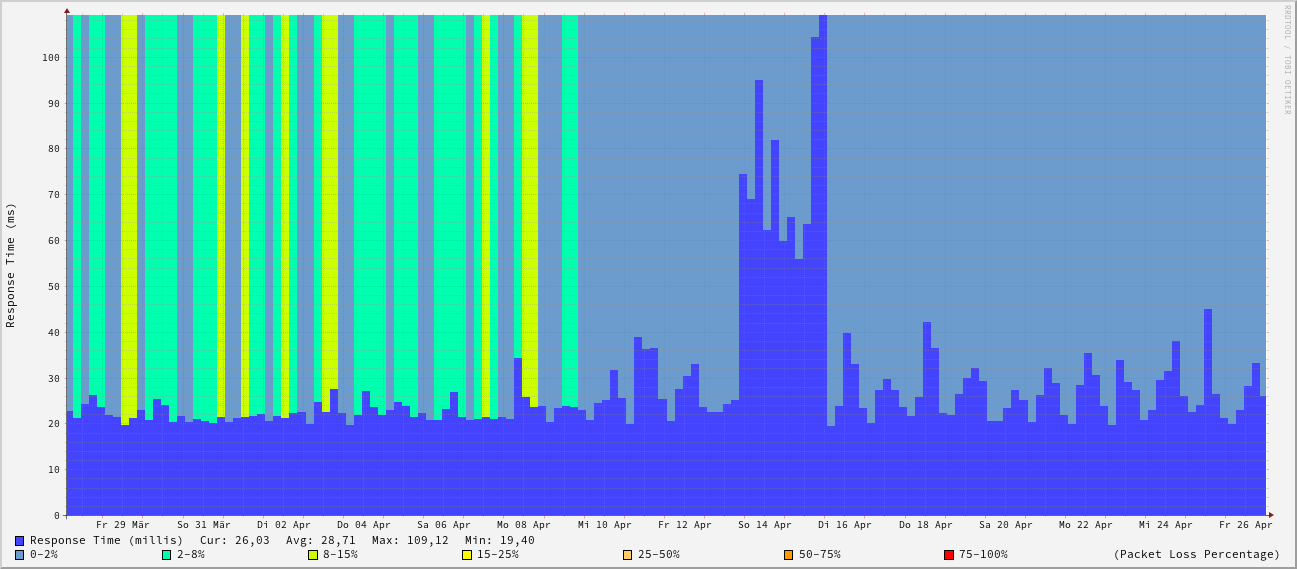 RRDTOOL / TOBI OETIKER
Response Time (ms)
100
90
80
70
60
50
40
30
20
10
0
Fr 29 Mär So 31 Mär Di 02 Apr Do 04 Apr Sa 06 Apr Mo 08 Apr Mi 10 Apr Fr 12 Apr So 14 Apr Di 16 Apr Do 18 Apr Sa 20 Apr Mo 22 Apr Mi 24 Apr Fr 26 Apr
Response Time (millis) Cur: 26,03 Avg: 28,71 Max: 109,12 Min: 19,40
0-2% 2-8% 8-15% 15-25% 25-50% 50-75% 75-100% (Packet Loss Percentage)